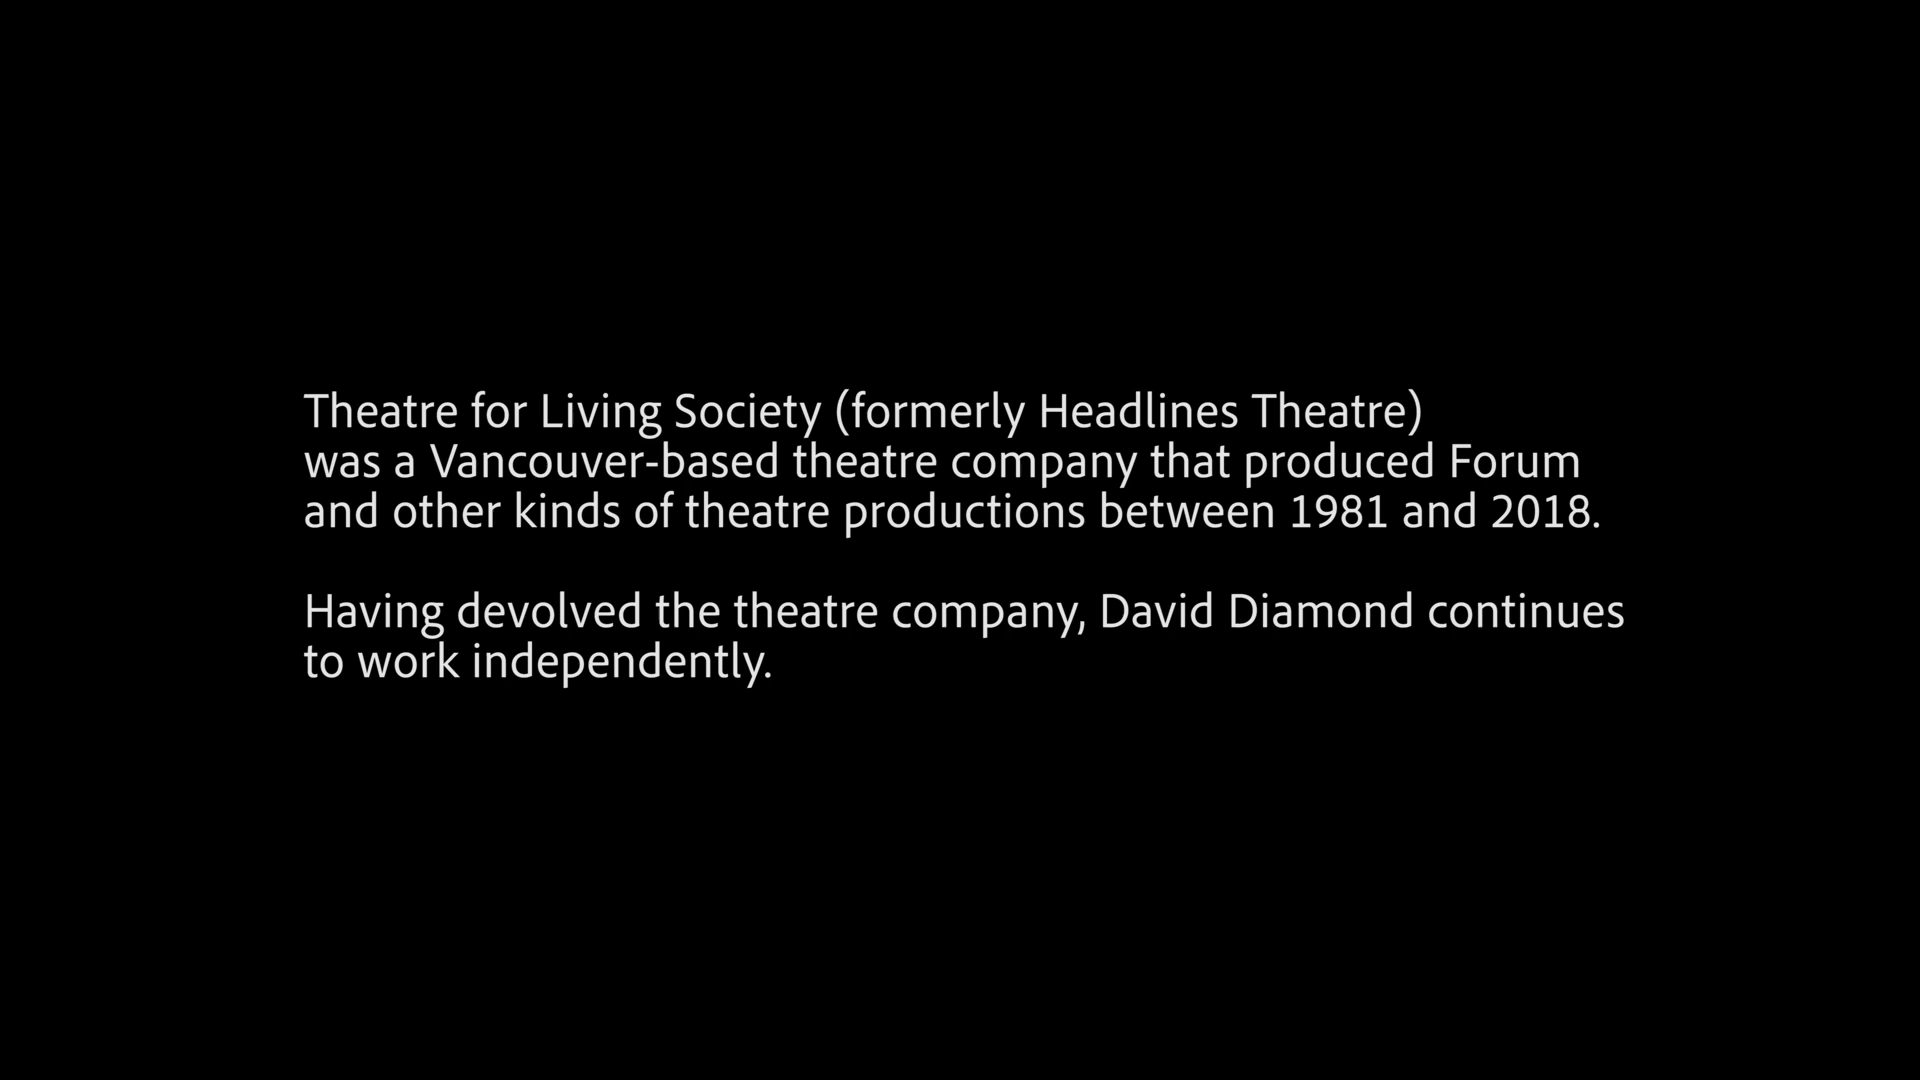 Theatre for Living Society (formerly Headlines Theatre)
was a Vancouver-based theatre company that produced Forum
and other kinds of theatre productions between 1981 and 2018.
Having devolved the theatre company, David Diamond continues
to work independently.